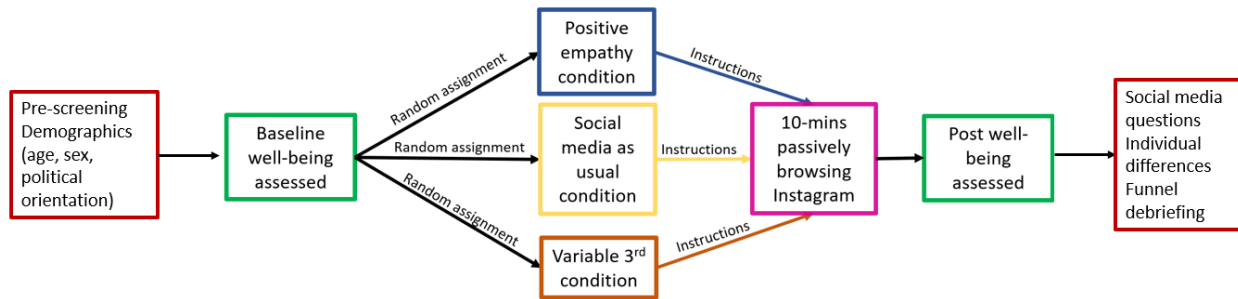 Pre-screening
Demographics
(age, sex,
political
orientation)
Baseline
well-being
assessed
Random assignment
Random assignment
Random assignment
Positive
empathy
condition
Social
media as
usual
condition
Variable 3rd
condition
Instructions
Instructions
Instructions
10-mins
passively
browsing
Instagram
Post well-
being
assessed
Social media
questions
Individual
differences
Funnel
debriefing